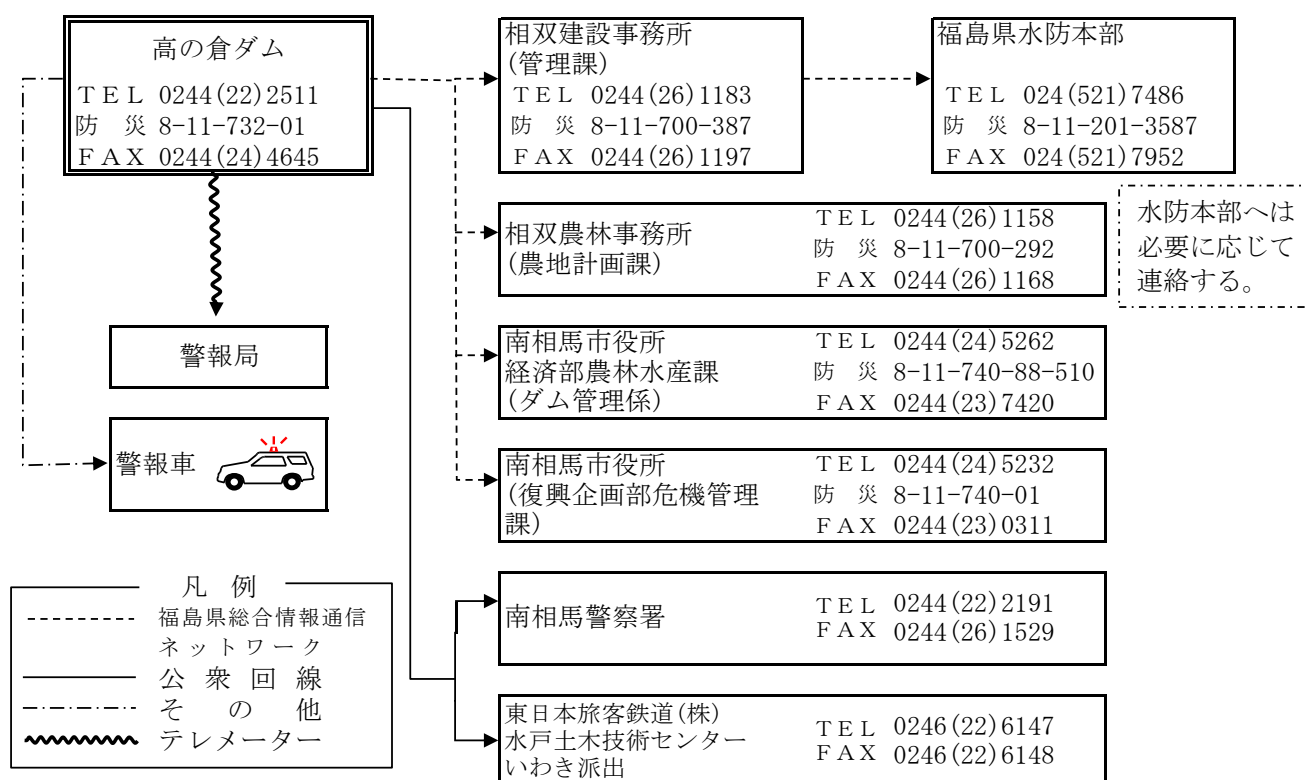 高の倉ダム
ＴＥＬ 0244(22)2511
防　災 8-11-732-01
ＦＡＸ 0244(24)4645
相双建設事務所
(管理課)
ＴＥＬ 0244(26)1183
防　災 8-11-700-387
ＦＡＸ 0244(26)1197
福島県水防本部
ＴＥＬ 024(521)7486
防　災 8-11-201-3587
ＦＡＸ 024(521)7952
水防本部へは
必要に応じて
連絡する。
相双農林事務所
(農地計画課)
ＴＥＬ 0244(26)1158
防　災 8-11-700-292
ＦＡＸ 0244(26)1168
警報局
南相馬市役所
経済部農林水産課
(ダム管理係)
ＴＥＬ 0244(24)5262
防　災 8-11-740-88-510
ＦＡＸ 0244(23)7420
警報車
南相馬市役所
(復興企画部危機管理
課)
ＴＥＬ 0244(24)5232
防　災 8-11-740-01
ＦＡＸ 0244(23)0311
南相馬警察署
ＴＥＬ 0244(22)2191
ＦＡＸ 0244(26)1529
東日本旅客鉄道(株)
水戸土木技術センター
いわき派出
ＴＥＬ 0246(22)6147
ＦＡＸ 0246(22)6148
凡　例
福島県総合情報通信
ネットワーク
公　衆　回　線
そ　の　他
テレメーター